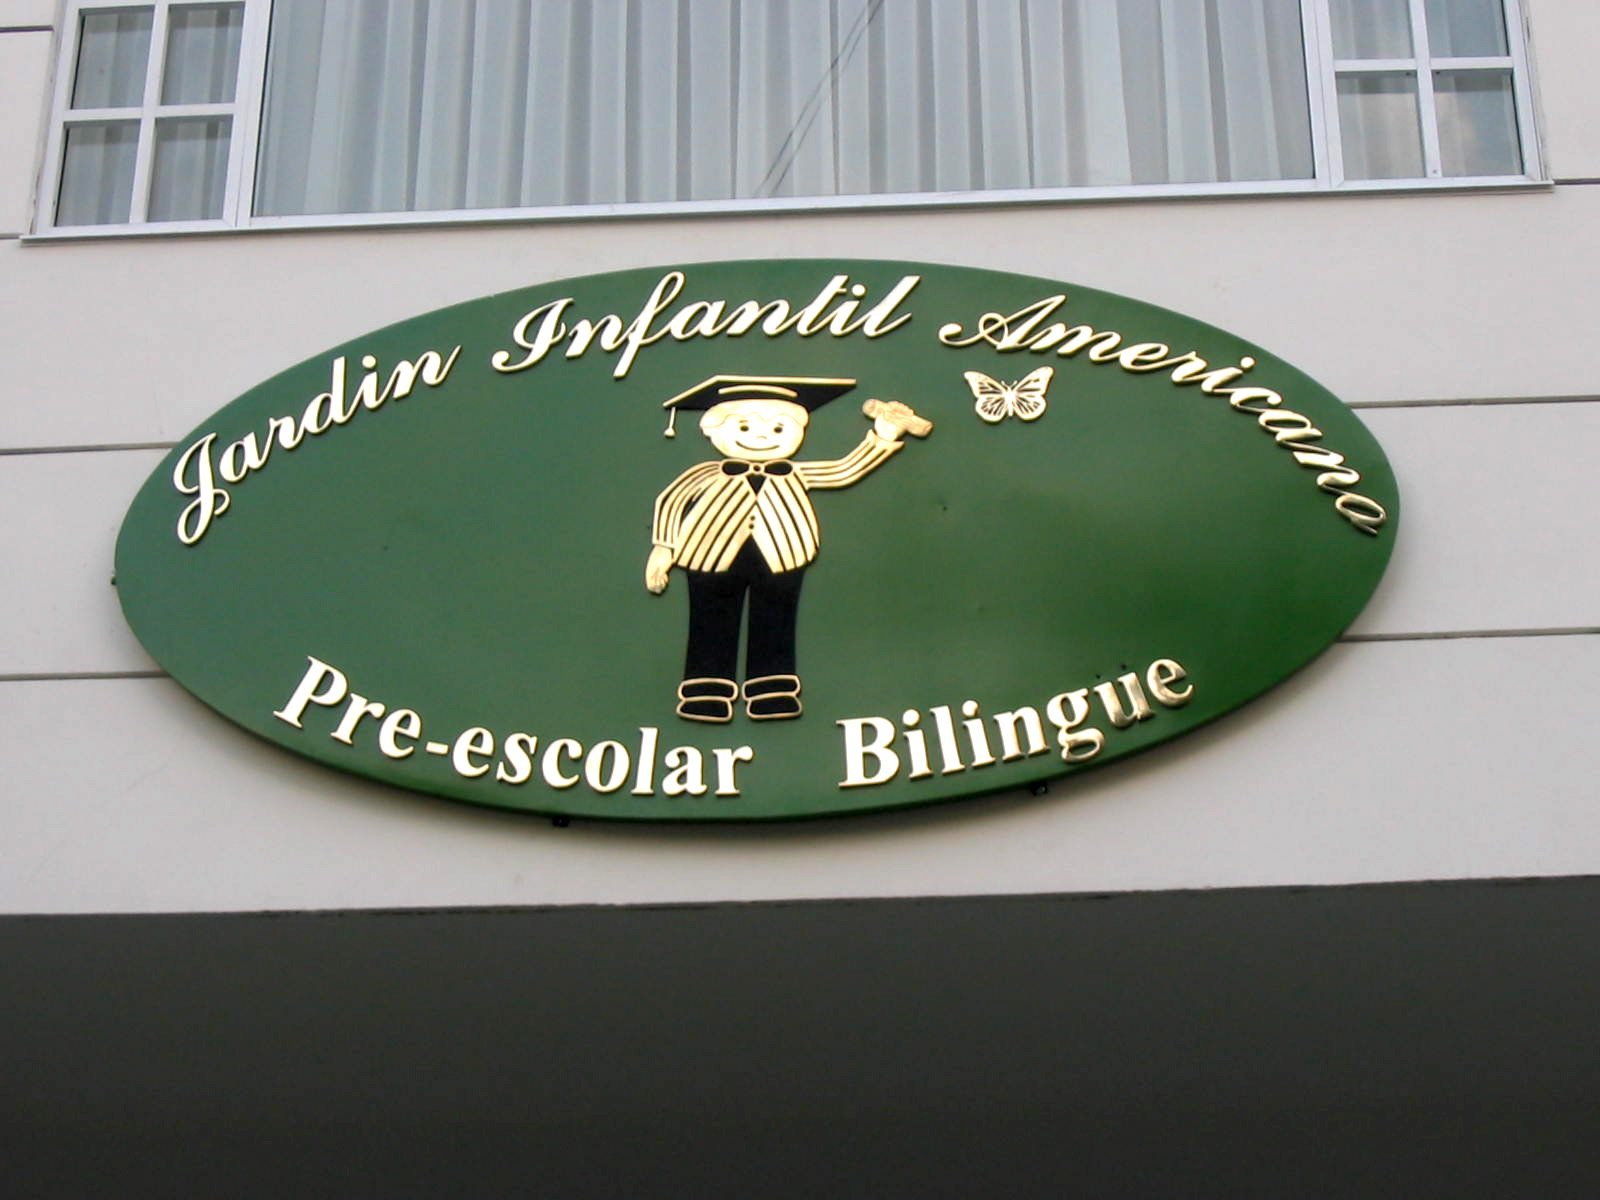 Jardin Infantil Americano
Pre-escolar Bilingue